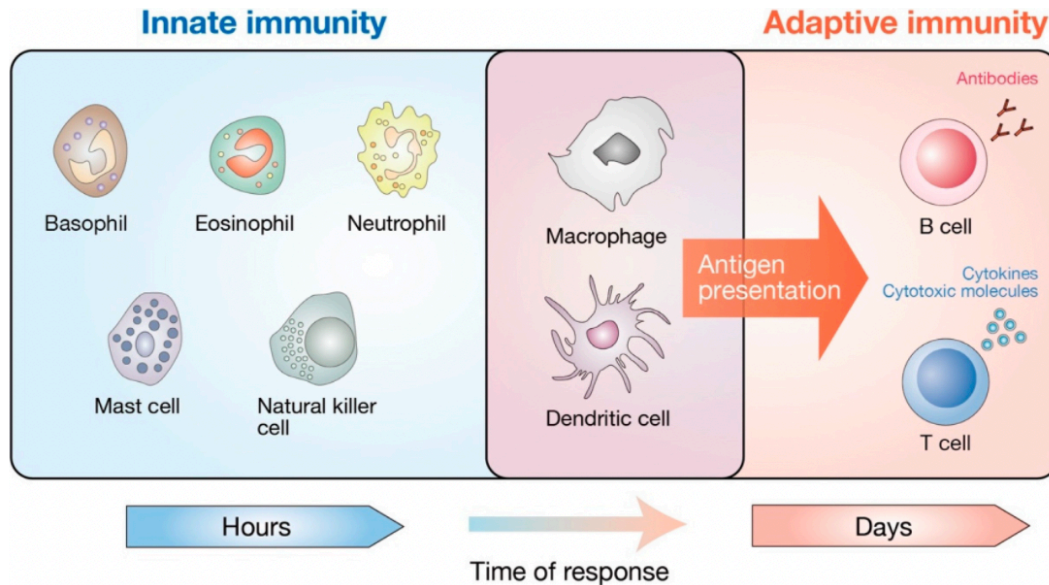 Innate immunity
Adaptive immunity
Basophil
Eosinophil
Neutrophil
Mast cell
Natural killer
cell
Macrophage
Dendritic cell
Antigen
presentation
Antibodies
B cell
Cytokines
Cytotoxic molecules
T cell
Hours
Time of response
Days